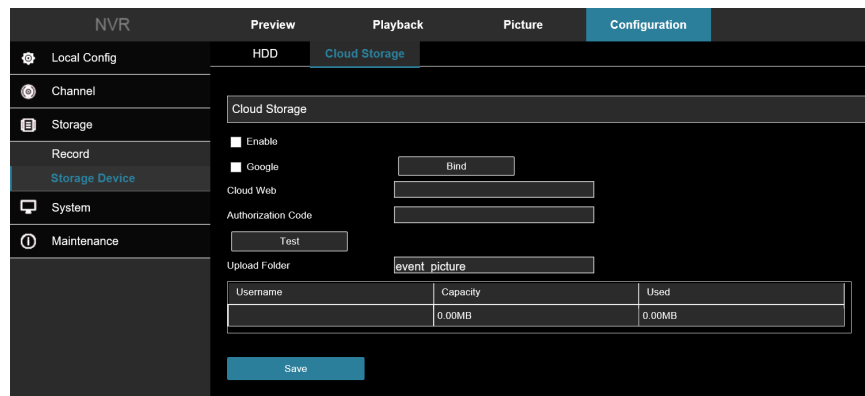 NVR
Preview Playback Picture Configuration
Local Config
Channel
Storage
Record
Storage Device
System
Maintenance
HDD Cloud Storage
Cloud Storage
Enable
Google Bind
Cloud Web
Authorization Code
Test
Upload Folder event_picture
Username Capacity Used
0.00MB 0.00MB
Save